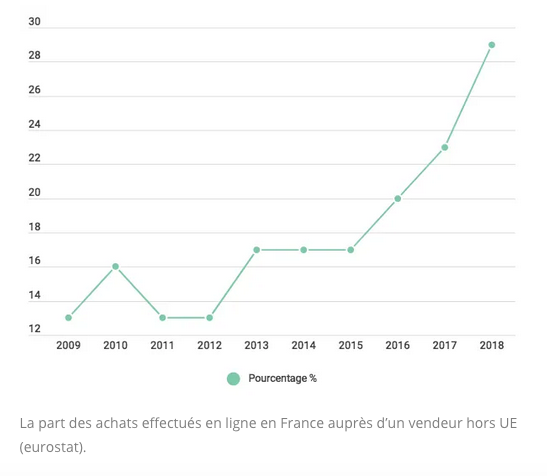 30
28
26
24
22
20
18
16
14
12
2009 2010 2011 2012 2013 2014 2015 2016 2017 2018
Pourcentage %
La part des achats effectués en ligne en France auprès d’un vendeur hors UE
(eurostat).